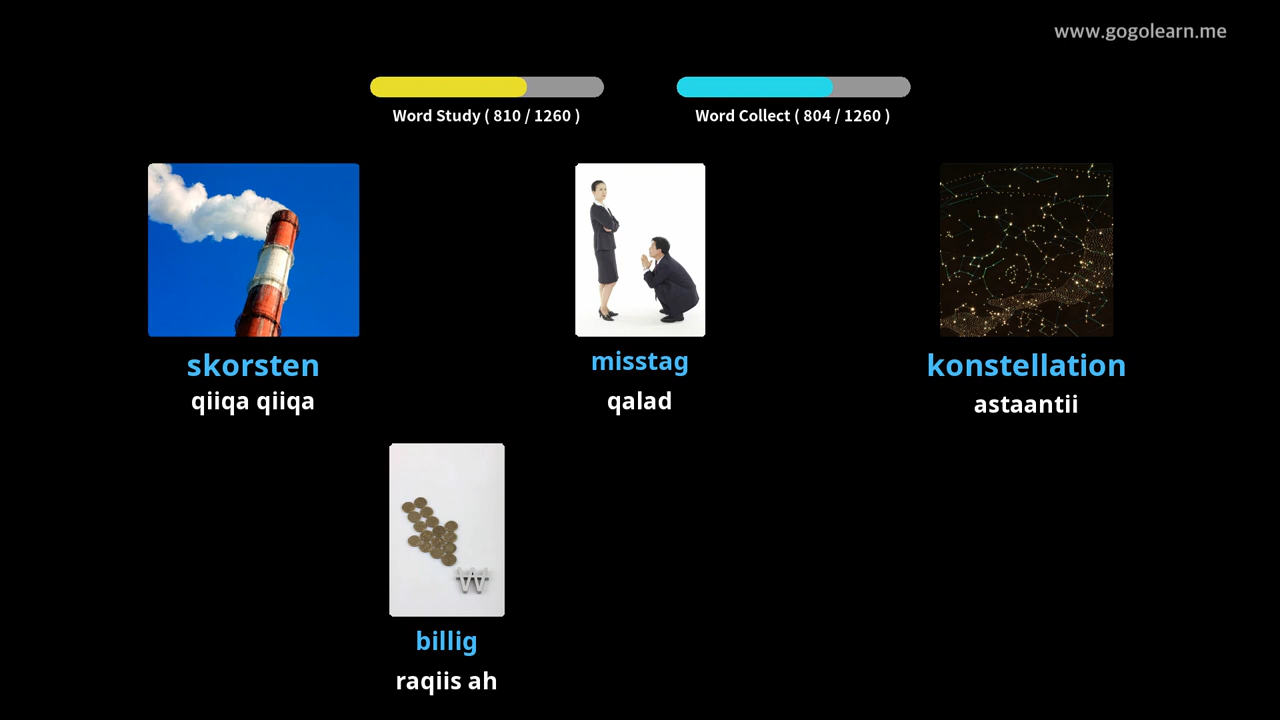 www.gogolearn.me
Word Study ( 810 / 1260 )
Word Collect ( 804 / 1260 )
skorsten
qiiqa qiiqa
misstag
qalad
konstellation
astaantii
billig
raqiis ah